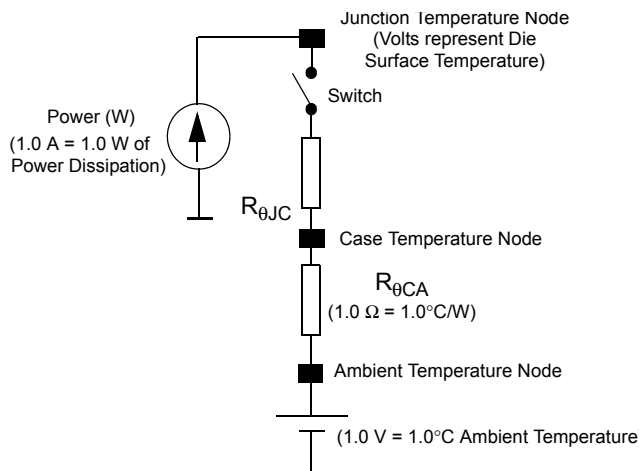 Junction Temperature Node
(Volts represent Die
Surface Temperature)
Switch
Power (W)
(1.0 A = 1.0 W of
Power Dissipation)
RθJC
Case Temperature Node
RθCA
(1.0 Ω = 1.0°C/W)
Ambient Temperature Node
(1.0 V = 1.0°C Ambient Temperature